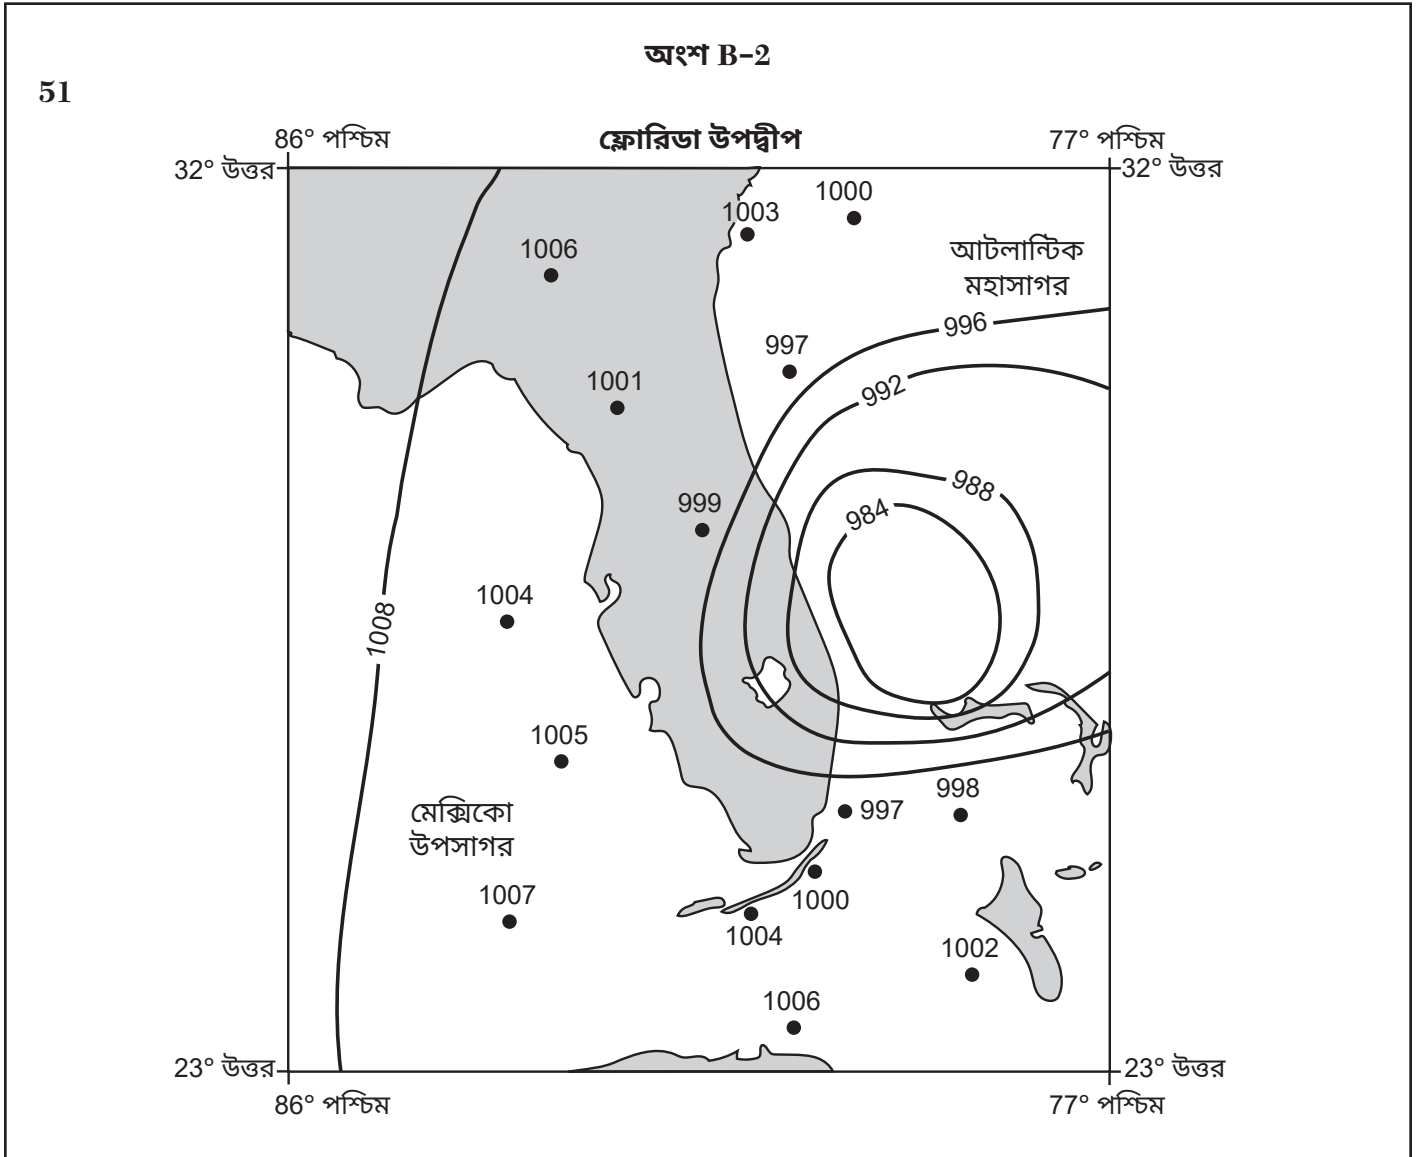 অংশ B–2
51
86° পশ্চিম
ফ্লোরিডা উপদ্বীপ
77° পশ্চিম
32° উত্তর
32° উত্তর
1000
1003
1006
আটলান্টিক
মহাসাগর
996
997
1001
992
988
999
984
1004
1008
1005
998
মেক্সিকো
উপসাগর
997
1007
1000
1004
1002
1006
23° উত্তর
23° উত্তর
86° পশ্চিম
77° পশ্চিম